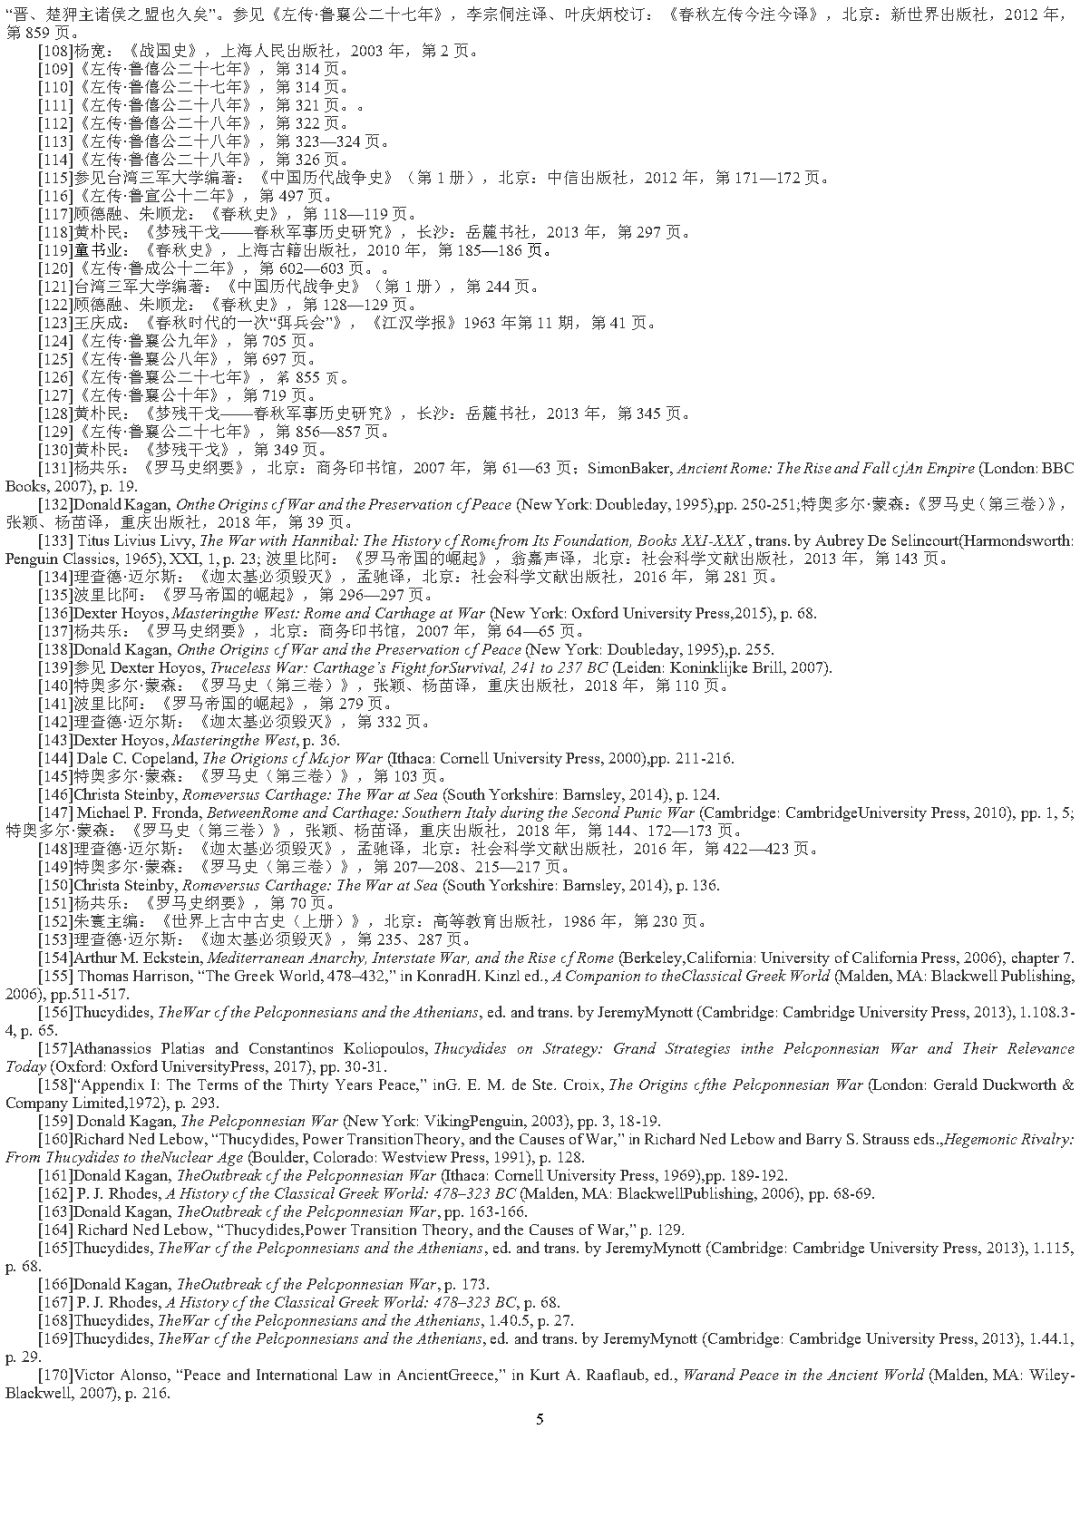 “晋、楚狎主诸侯之盟也久矣”。参见《左传·鲁襄公二十七年》，李宗侗注译、叶庆炳校订：《春秋左传今注今译》，北京：新世界出版社，2012 年，
第 859 页。
[108]杨宽：《战国史》，上海人民出版社，2003 年，第 2 页。
[109]《左传·鲁僖公二十七年》，第 314 页。
[110]《左传·鲁僖公二十七年》，第 314 页。
[111]《左传·鲁僖公二十八年》，第 321 页。。
[112]《左传·鲁僖公二十八年》，第 322 页。
[113]《左传·鲁僖公二十八年》，第 323—324 页。
[114]《左传·鲁僖公二十八年》，第 326 页。
[115]参见台湾三军大学编著：《中国历代战争史》（第 1 册），北京：中信出版社，2012 年，第 171—172 页。
[116]《左传·鲁宣公十二年》，第 497 页。
[117]顾德融、朱顺龙：《春秋史》，第 118—119 页。
[118]黄朴民：《梦残干戈——春秋军事历史研究》，长沙：岳麓书社，2013 年，第 297 页。
[119]童书业：《春秋史》，上海古籍出版社，2010 年，第 185—186 页。
[120]《左传·鲁成公十二年》，第 602—603 页。。
[121]台湾三军大学编著：《中国历代战争史》（第 1 册），第 244 页。
[122]顾德融、朱顺龙：《春秋史》，第 128—129 页。
[123]王庆成：《春秋时代的一次“弭兵会”》，《江汉学报》1963 年第 11 期，第 41 页。
[124]《左传·鲁襄公九年》，第 705 页。
[125]《左传·鲁襄公八年》，第 697 页。
[126]《左传·鲁襄公二十七年》，第 855 页。
[127]《左传·鲁襄公十年》，第 719 页。
[128]黄朴民：《梦残干戈——春秋军事历史研究》，长沙：岳麓书社，2013 年，第 345 页。
[129]《左传·鲁襄公二十七年》，第 856—857 页。
[130]黄朴民：《梦残干戈》，第 349 页。
[131]杨共乐：《罗马史纲要》，北京：商务印书馆，2007 年，第 61—63 页；SimonBaker, Ancient Rome: The Rise and Fall of An Empire (London: BBC
Books, 2007), p. 19.
[132]Donald Kagan, Onthe Origins of War and the Preservation of Peace (New York: Doubleday, 1995),pp. 250-251;特奥多尔·蒙森：《罗马史（第三卷）》，
张颖、杨苗译，重庆出版社，2018 年，第 39 页。
[133] Titus Livius Livy, The War with Hannibal: The History of Rome from Its Foundation, Books XXI-XXX , trans. by Aubrey De Selincourt(Harmondsworth:
Penguin Classics, 1965), XXI, 1, p. 23; 波里比阿：《罗马帝国的崛起》，翁嘉声译，北京：社会科学文献出版社，2013 年，第 143 页。
[134]理查德·迈尔斯：《迦太基必须毁灭》，孟驰译，北京：社会科学文献出版社，2016 年，第 281 页。
[135]波里比阿：《罗马帝国的崛起》，第 296—297 页。
[136]Dexter Hoyos, Masteringthe West: Rome and Carthage at War (New York: Oxford University Press,2015), p. 68.
[137]杨共乐：《罗马史纲要》，北京：商务印书馆，2007 年，第 64—65 页。
[138]Donald Kagan, Onthe Origins of War and the Preservation of Peace (New York: Doubleday, 1995),p. 255.
[139]参见 Dexter Hoyos, Truceless War: Carthage’s Fight forSurvival, 241 to 237 BC (Leiden: Koninklijke Brill, 2007).
[140]特奥多尔·蒙森：《罗马史（第三卷）》，张颖、杨苗译，重庆出版社，2018 年，第 110 页。
[141]波里比阿：《罗马帝国的崛起》，第 279 页。
[142]理查德·迈尔斯：《迦太基必须毁灭》，第 332 页。
[143]Dexter Hoyos, Masteringthe West, p. 36.
[144] Dale C. Copeland, The Origions of Major War (Ithaca: Cornell University Press, 2000),pp. 211-216.
[145]特奥多尔·蒙森：《罗马史（第三卷）》，第 103 页。
[146]Christa Steinby, Romeversus Carthage: The War at Sea (South Yorkshire: Barnsley, 2014), p. 124.
[147] Michael P. Fronda, BetweenRome and Carthage: Southern Italy during the Second Punic War (Cambridge: CambridgeUniversity Press, 2010), pp. 1, 5;
特奥多尔·蒙森：《罗马史（第三卷）》，张颖、杨苗译，重庆出版社，2018 年，第 144、172—173 页。
[148]理查德·迈尔斯：《迦太基必须毁灭》，孟驰译，北京：社会科学文献出版社，2016 年，第 422—423 页。
[149]特奥多尔·蒙森：《罗马史（第三卷）》，第 207—208、215—217 页。
[150]Christa Steinby, Romeversus Carthage: The War at Sea (South Yorkshire: Barnsley, 2014), p. 136.
[151]杨共乐：《罗马史纲要》，第 70 页。
[152]朱寰主编：《世界上古中古史（上册）》，北京：高等教育出版社，1986 年，第 230 页。
[153]理查德·迈尔斯：《迦太基必须毁灭》，第 235、287 页。
[154]Arthur M. Eckstein, Mediterranean Anarchy, Interstate War, and the Rise of Rome (Berkeley,California: University of California Press, 2006), chapter 7.
[155] Thomas Harrison, “The Greek World, 478–432,” in KonradH. Kinzl ed., A Companion to theClassical Greek World (Malden, MA: Blackwell Publishing,
2006), pp.511-517.
[156]Thucydides, TheWar of the Peloponnesians and the Athenians, ed. and trans. by JeremyMynott (Cambridge: Cambridge University Press, 2013), 1.108.3-
4, p. 65.
[157]Athanassios Platias and Constantinos Koliopoulos, Thucydides on Strategy: Grand Strategies inthe Peloponnesian War and Their Relevance
Today (Oxford: Oxford UniversityPress, 2017), pp. 30-31.
[158]“Appendix I: The Terms of the Thirty Years Peace,” inG. E. M. de Ste. Croix, The Origins ofthe Peloponnesian War (London: Gerald Duckworth &
Company Limited,1972), p. 293.
[159] Donald Kagan, The Peloponnesian War (New York: VikingPenguin, 2003), pp. 3, 18-19.
[160]Richard Ned Lebow, “Thucydides, Power TransitionTheory, and the Causes of War,” in Richard Ned Lebow and Barry S. Strauss eds.,Hegemonic Rivalry:
From Thucydides to theNuclear Age (Boulder, Colorado: Westview Press, 1991), p. 128.
[161]Donald Kagan, TheOutbreak of the Peloponnesian War (Ithaca: Cornell University Press, 1969),pp. 189-192.
[162] P. J. Rhodes, A History of the Classical Greek World: 478–323 BC (Malden, MA: BlackwellPublishing, 2006), pp. 68-69.
[163]Donald Kagan, TheOutbreak of the Peloponnesian War, pp. 163-166.
[164] Richard Ned Lebow, “Thucydides,Power Transition Theory, and the Causes of War,” p. 129.
[165]Thucydides, TheWar of the Peloponnesians and the Athenians, ed. and trans. by JeremyMynott (Cambridge: Cambridge University Press, 2013), 1.115,
p. 68.
[166]Donald Kagan, TheOutbreak of the Peloponnesian War, p. 173.
[167] P. J. Rhodes, A History of the Classical Greek World: 478–323 BC, p. 68.
[168]Thucydides, TheWar of the Peloponnesians and the Athenians, 1.40.5, p. 27.
[169]Thucydides, TheWar of the Peloponnesians and the Athenians, ed. and trans. by JeremyMynott (Cambridge: Cambridge University Press, 2013), 1.44.1,
p. 29.
[170]Victor Alonso, “Peace and International Law in AncientGreece,” in Kurt A. Raaflaub, ed., Warand Peace in the Ancient World (Malden, MA: Wiley-
Blackwell, 2007), p. 216.
5